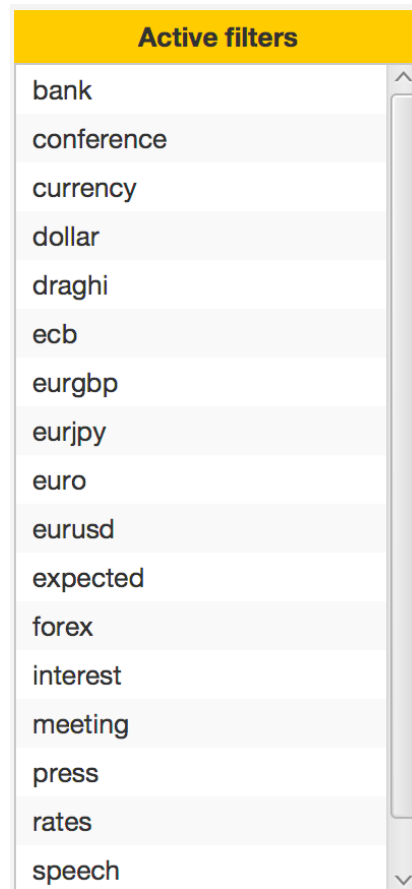 Active filters
bank
conference
currency
dollar
draghi
ecb
eurgbp
eurjpy
euro
eurusd
expected
forex
interest
meeting
press
rates
speech